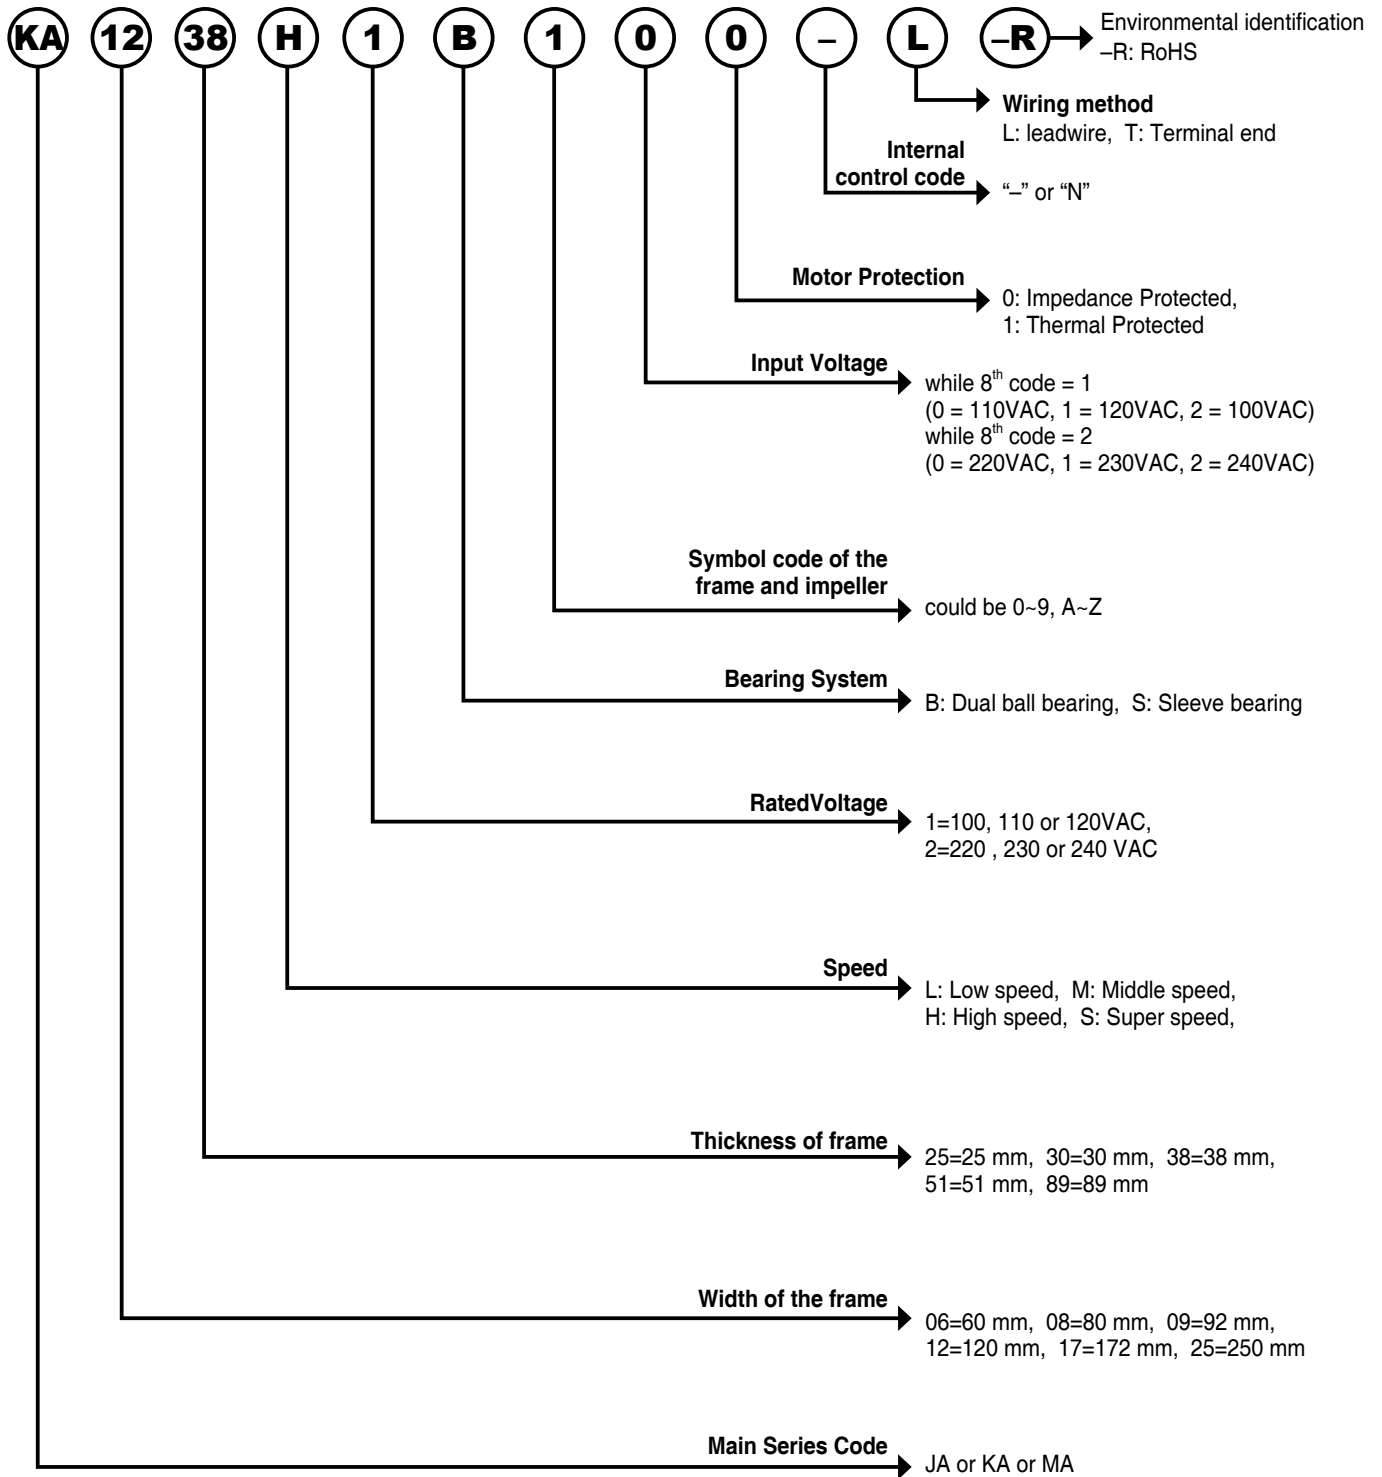 KA 12 38 H 1 B 1 0 0 – L –R
Environmental identification
–R: RoHS
Wiring method
L: leadwire, T: Terminal end
Internal
control code
“–” or “N”
Motor Protection
0: Impedance Protected,
1: Thermal Protected
Input Voltage
while 8th code = 1
(0 = 110VAC, 1 = 120VAC, 2 = 100VAC)
while 8th code = 2
(0 = 220VAC, 1 = 230VAC, 2 = 240VAC)
Symbol code of the
frame and impeller
could be 0~9, A~Z
Bearing System
B: Dual ball bearing, S: Sleeve bearing
RatedVoltage
1=100, 110 or 120VAC,
2=220 , 230 or 240 VAC
Speed
L: Low speed, M: Middle speed,
H: High speed, S: Super speed,
Thickness of frame
25=25 mm, 30=30 mm, 38=38 mm,
51=51 mm, 89=89 mm
Width of the frame
06=60 mm, 08=80 mm, 09=92 mm,
12=120 mm, 17=172 mm, 25=250 mm
Main Series Code
JA or KA or MA